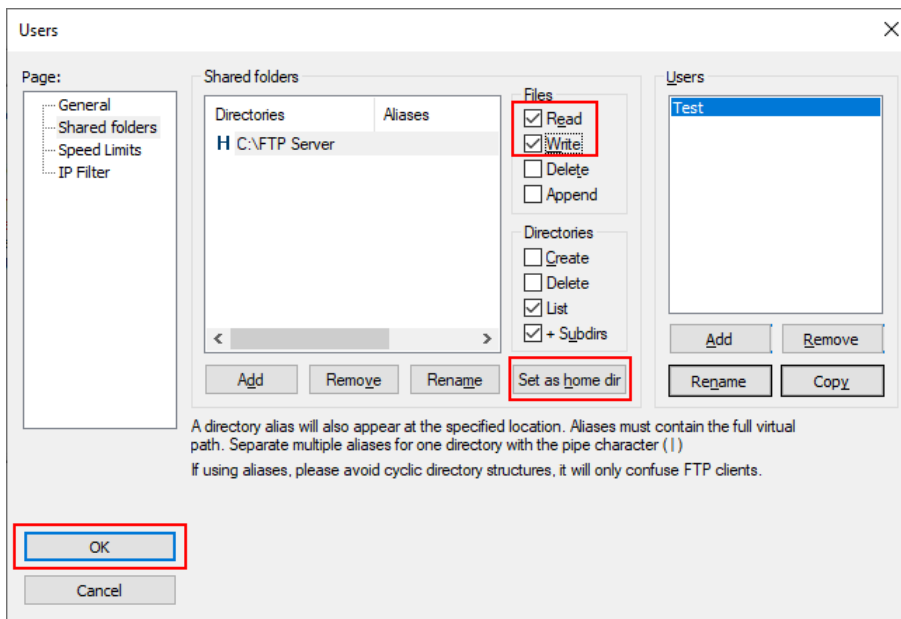 Users
Page:
General
Shared folders
Speed Limits
IP Filter
Shared folders
Directories Aliases
H C:\FTP Server
Files
Read
Write
Delete
Append
Directories
Create
Delete
List
+ Subdirs
Add Remove Rename Set as home dir
Users
Test
Add Remove
Rename Copy
A directory alias will also appear at the specified location. Aliases must contain the full virtual
path. Separate multiple aliases for one directory with the pipe character (|)
If using aliases, please avoid cyclic directory structures, it will only confuse FTP clients.
OK
Cancel